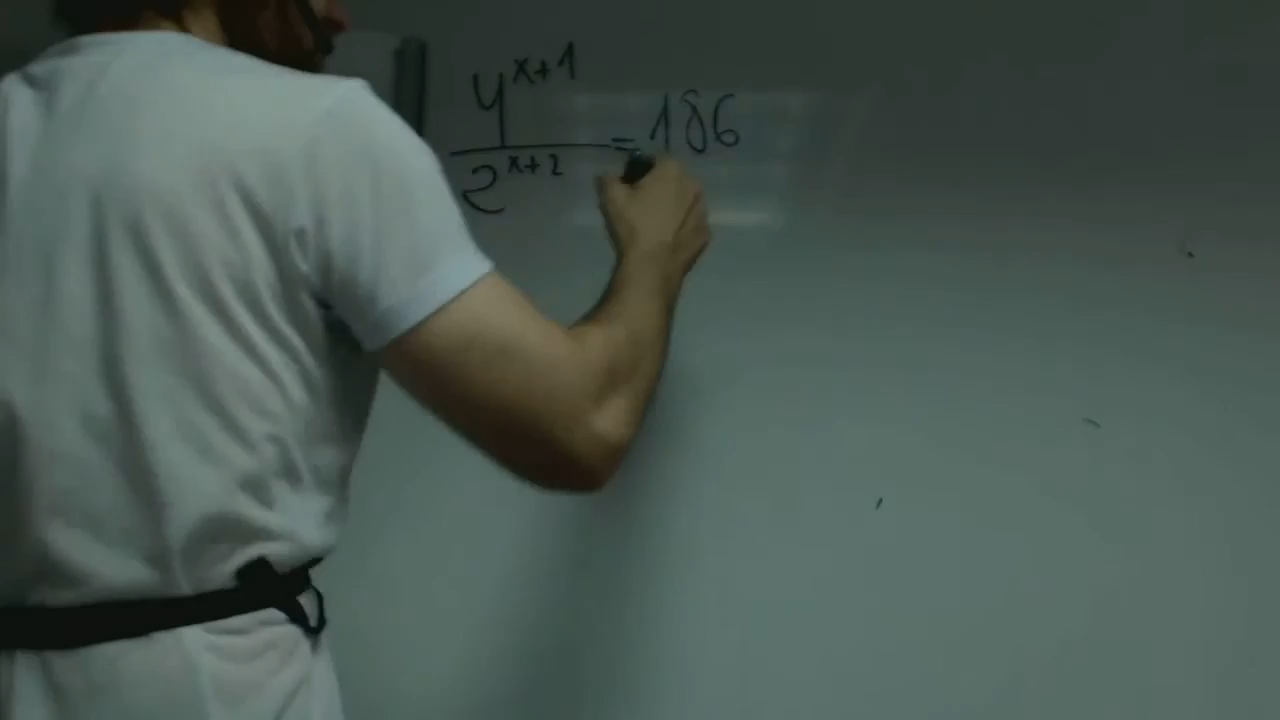 4^{x+1} / 2^{x+2} = 186